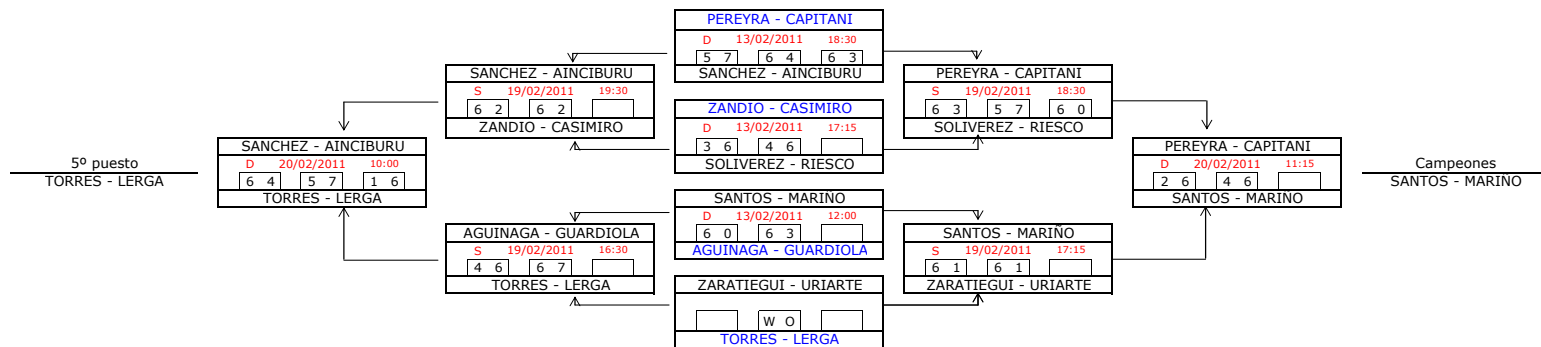 PEREYRA - CAPITANI
D 13/02/2011 18:30
5 7 6 4 6 3
SANCHEZ - AINCIBURU
SANCHEZ - AINCIBURU
S 19/02/2011 19:30
6 2 6 2
ZANDIO - CASIMIRO
PEREYRA - CAPITANI
S 19/02/2011 18:30
6 3 5 7 6 0
SOLIVEREZ - RIESCO
ZANDIO - CASIMIRO
D 13/02/2011 17:15
3 6 4 6
SOLIVEREZ - RIESCO
5º puesto
TORRES - LERGA
SANCHEZ - AINCIBURU
D 20/02/2011 10:00
6 4 5 7 1 6
TORRES - LERGA
PEREYRA - CAPITANI
D 20/02/2011 11:15
2 6 4 6
SANTOS - MARIÑO
Campeones
SANTOS - MARIÑO
SANTOS - MARIÑO
D 13/02/2011 12:00
6 0 6 3
AGUINAGA - GUARDIOLA
AGUINAGA - GUARDIOLA
S 19/02/2011 16:30
4 6 6 7
TORRES - LERGA
SANTOS - MARIÑO
S 19/02/2011 17:15
6 1 6 1
ZARATIEGUI - URIARTE
ZARATIEGUI - URIARTE
W O
TORRES - LERGA